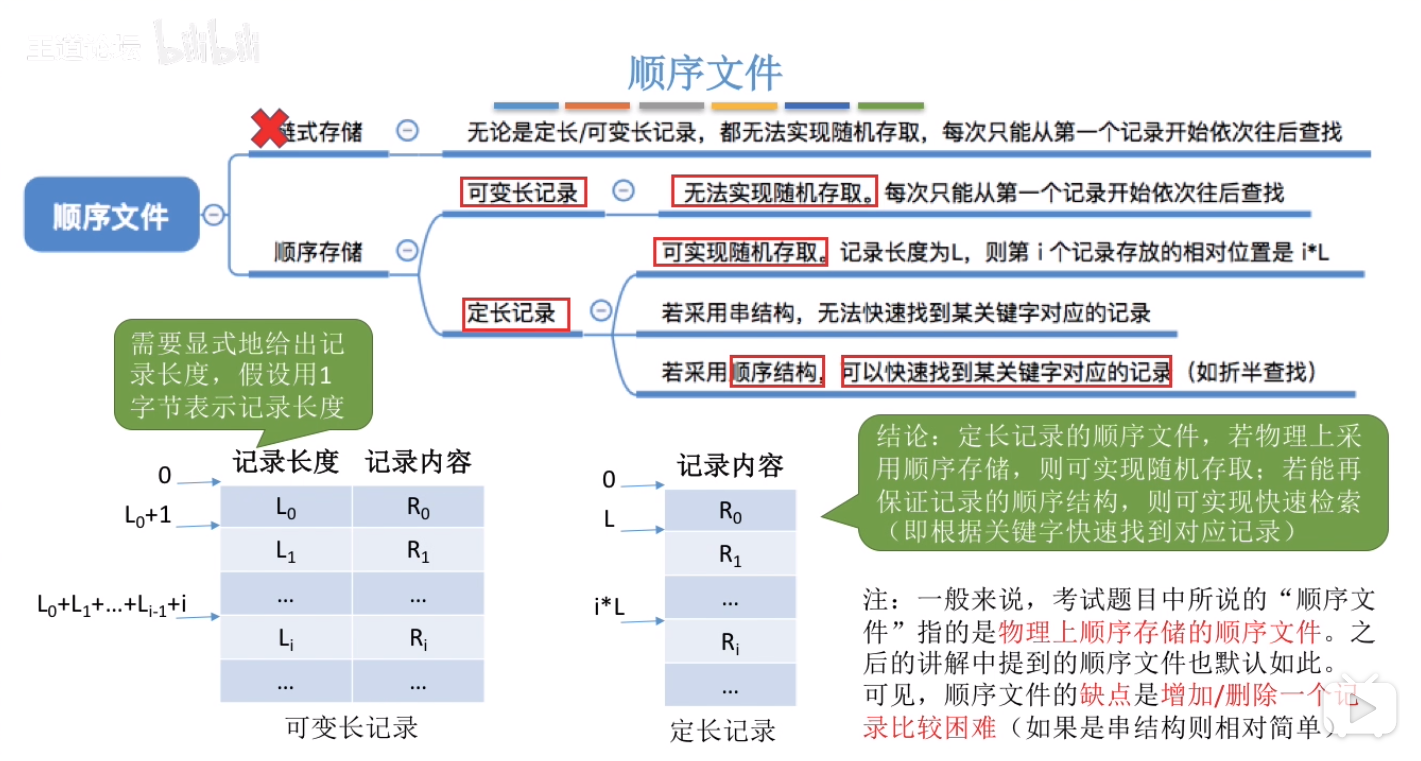 王道论坛 bilibili
顺序文件
链式存储
无论是定长/可变长记录，都无法实现随机存取，每次只能从第一个记录开始依次往后查找
可变长记录
无法实现随机存取。每次只能从第一个记录开始依次往后查找
顺序文件
顺序存储
可实现随机存取。记录长度为L，则第 i 个记录存放的相对位置是 i*L
定长记录
若采用串结构，无法快速找到某关键字对应的记录
若采用顺序结构，可以快速找到某关键字对应的记录（如折半查找）
需要显式地给出记
录长度，假设用1
字节表示记录长度
记录长度 记录内容
0
L₀ R₀
L₀+1
L₁ R₁
... ...
L₀+L₁+...+Lᵢ₋₁+i
Lᵢ Rᵢ
... ...
可变长记录
记录内容
0
R₀
L
R₁
...
i*L
Rᵢ
...
定长记录
结论：定长记录的顺序文件，若物理上采
用顺序存储，则可实现随机存取；若能再
保证记录的顺序结构，则可实现快速检索
（即根据关键字快速找到对应记录）
注：一般来说，考试题目中所说的“顺序文
件”指的是物理上顺序存储的顺序文件。之
后的讲解中提到的顺序文件也默认如此。
可见，顺序文件的缺点是增加/删除一个记
录比较困难（如果是串结构则相对简单）